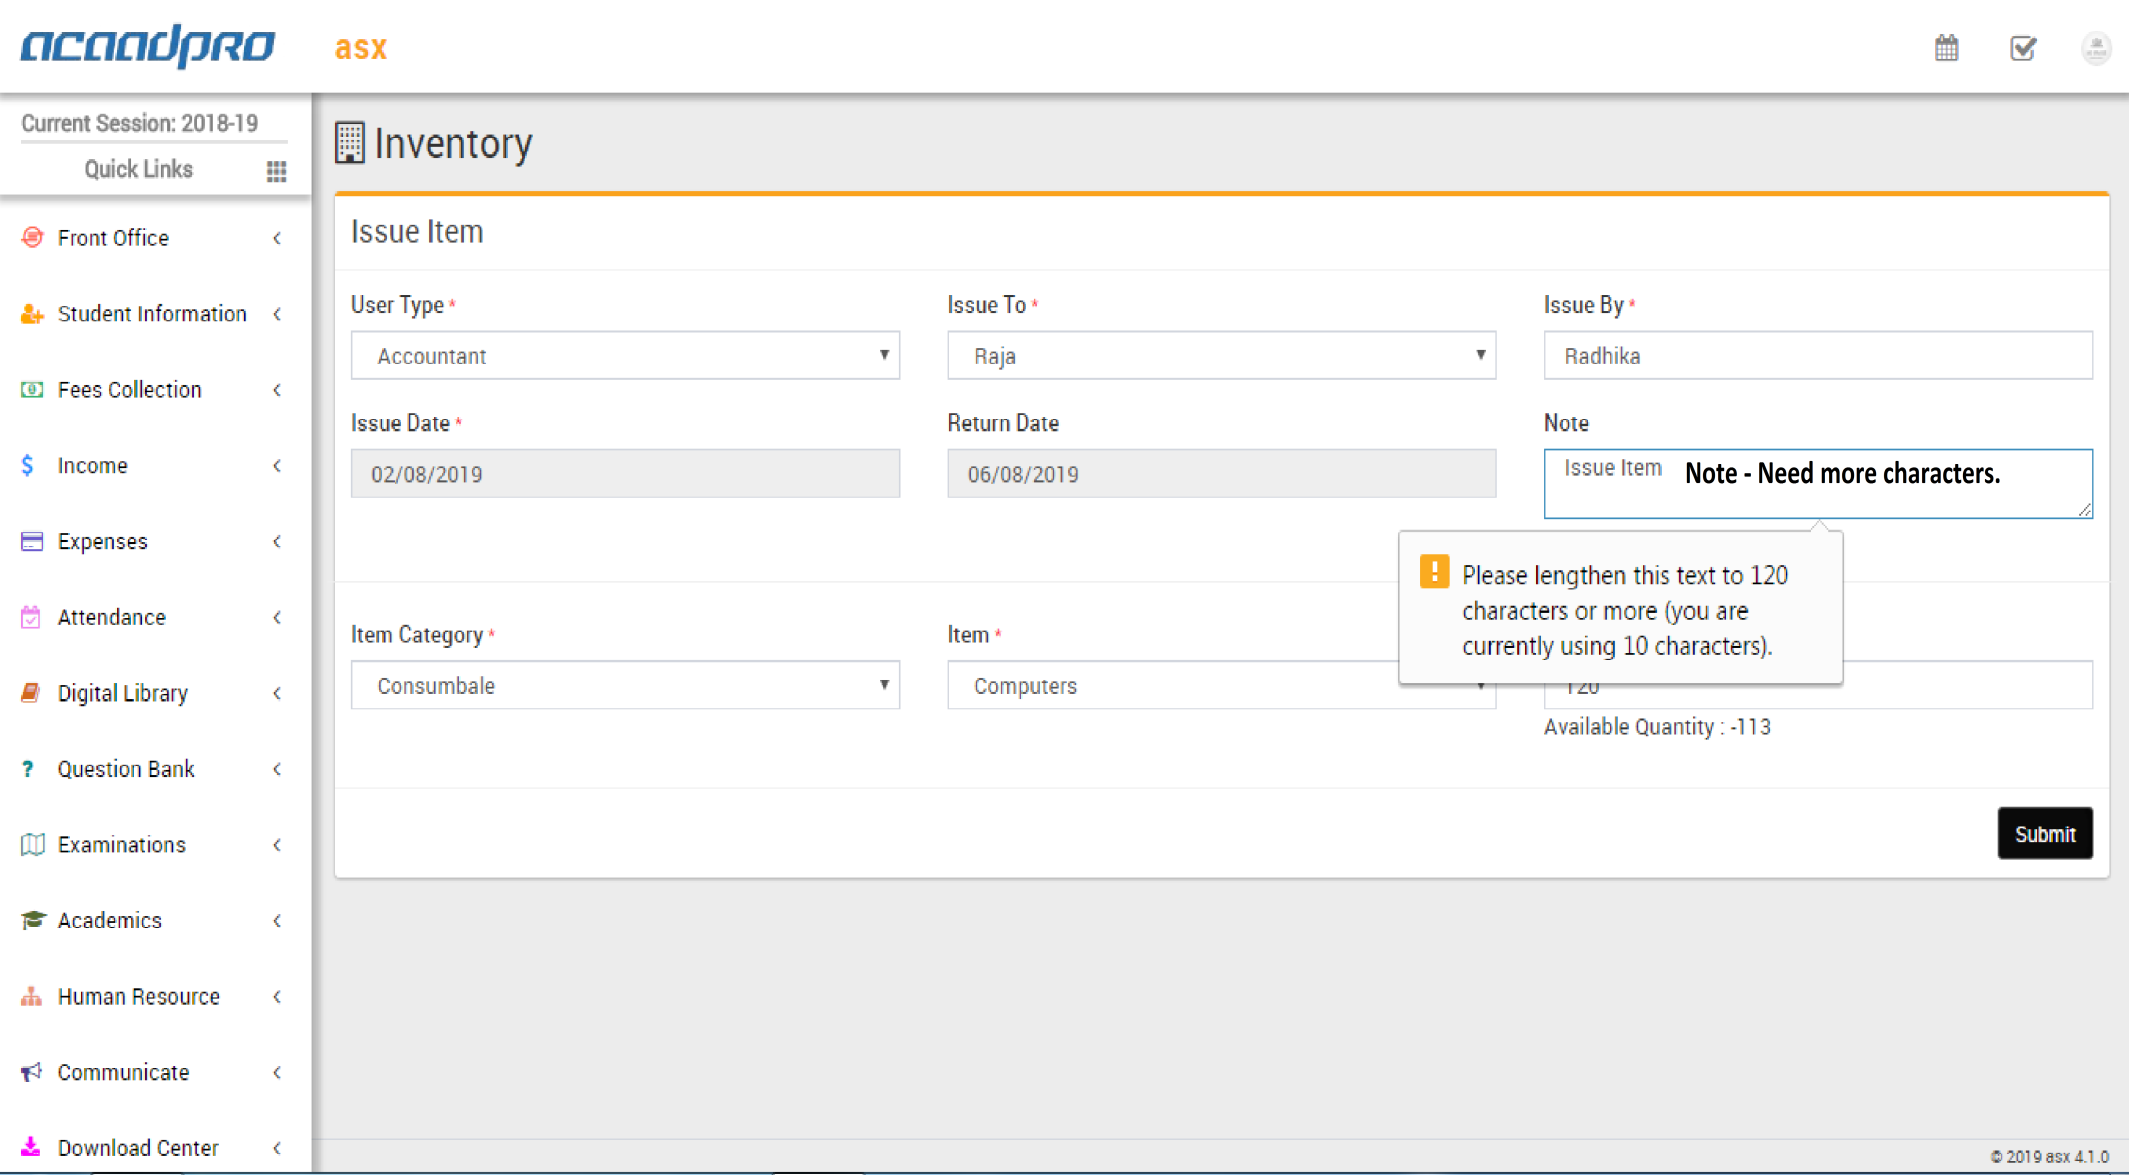 acaadpro
asx
Current Session: 2018-19
Quick Links
Front Office
Student Information
Fees Collection
Income
Expenses
Attendance
Digital Library
Question Bank
Examinations
Academics
Human Resource
Communicate
Download Center
Inventory
Issue Item
User Type *
Issue To *
Issue By *
Accountant
Raja
Radhika
Issue Date *
Return Date
Note
02/08/2019
06/08/2019
Issue Item Note - Need more characters.
Please lengthen this text to 120
characters or more (you are
currently using 10 characters).
Item Category *
Item *
Consumbale
Computers
120
Available Quantity : -113
Submit
© 2019 asx 4.1.0